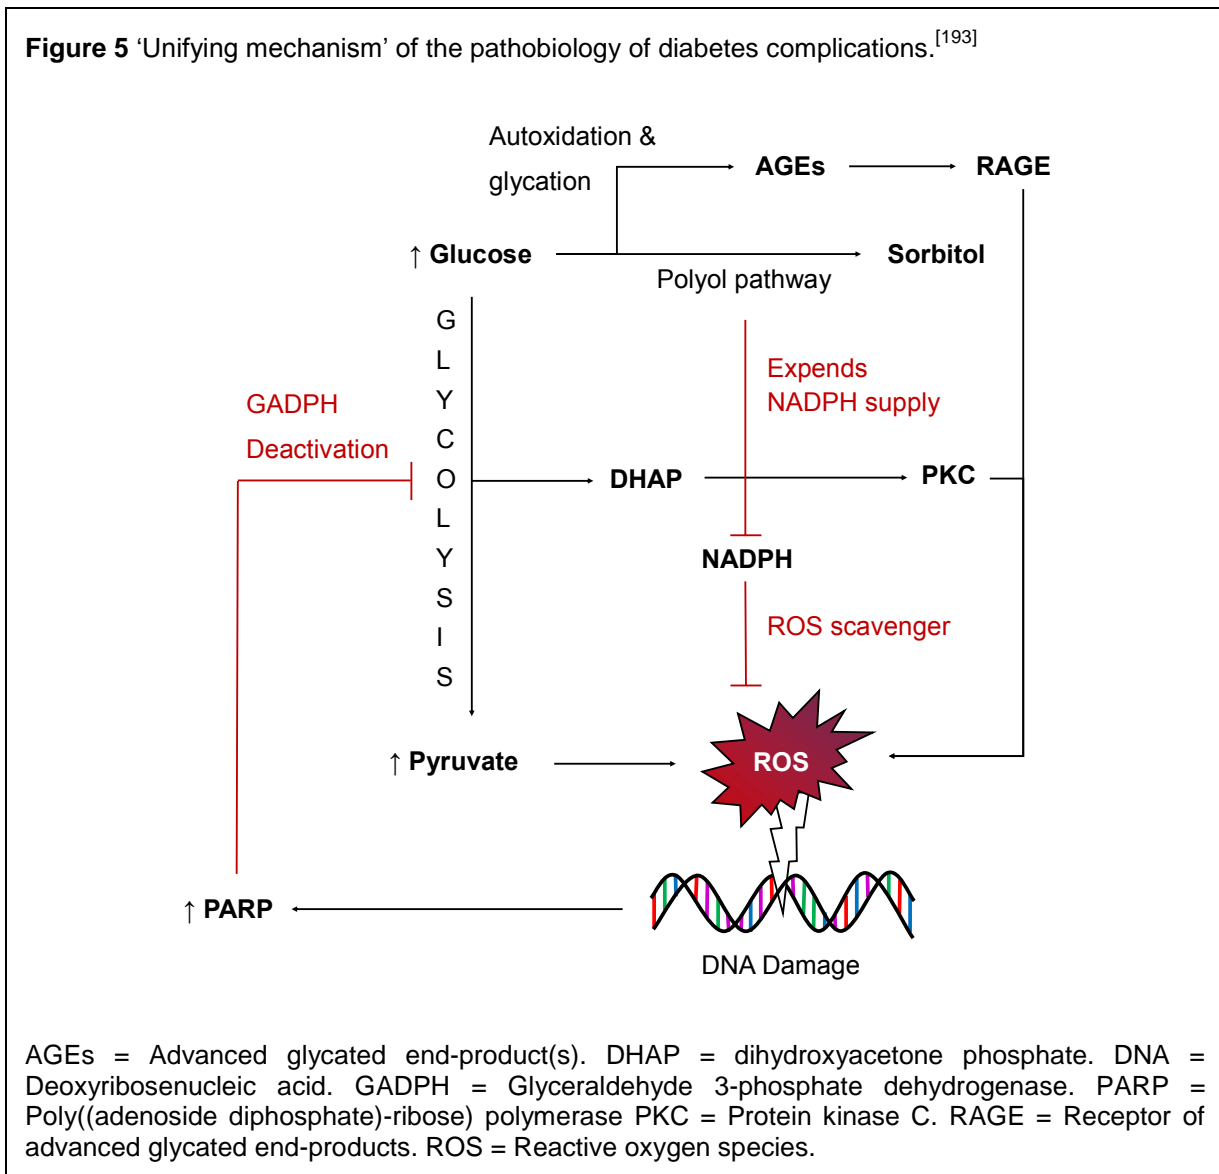 Figure 5 ‘Unifying mechanism’ of the pathobiology of diabetes complications.[193]
Autoxidation &
glycation
AGEs
RAGE
↑ Glucose
Sorbitol
Polyol pathway
G
L
Y
C
O
L
Y
S
I
S
Expends
NADPH supply
GADPH
Deactivation
DHAP
PKC
NADPH
ROS scavenger
↑ Pyruvate
ROS
↑ PARP
DNA Damage
AGEs = Advanced glycated end-product(s). DHAP = dihydroxyacetone phosphate. DNA =
Deoxyribosenucleic acid. GADPH = Glyceraldehyde 3-phosphate dehydrogenase. PARP =
Poly((adenoside diphosphate)-ribose) polymerase PKC = Protein kinase C. RAGE = Receptor of
advanced glycated end-products. ROS = Reactive oxygen species.